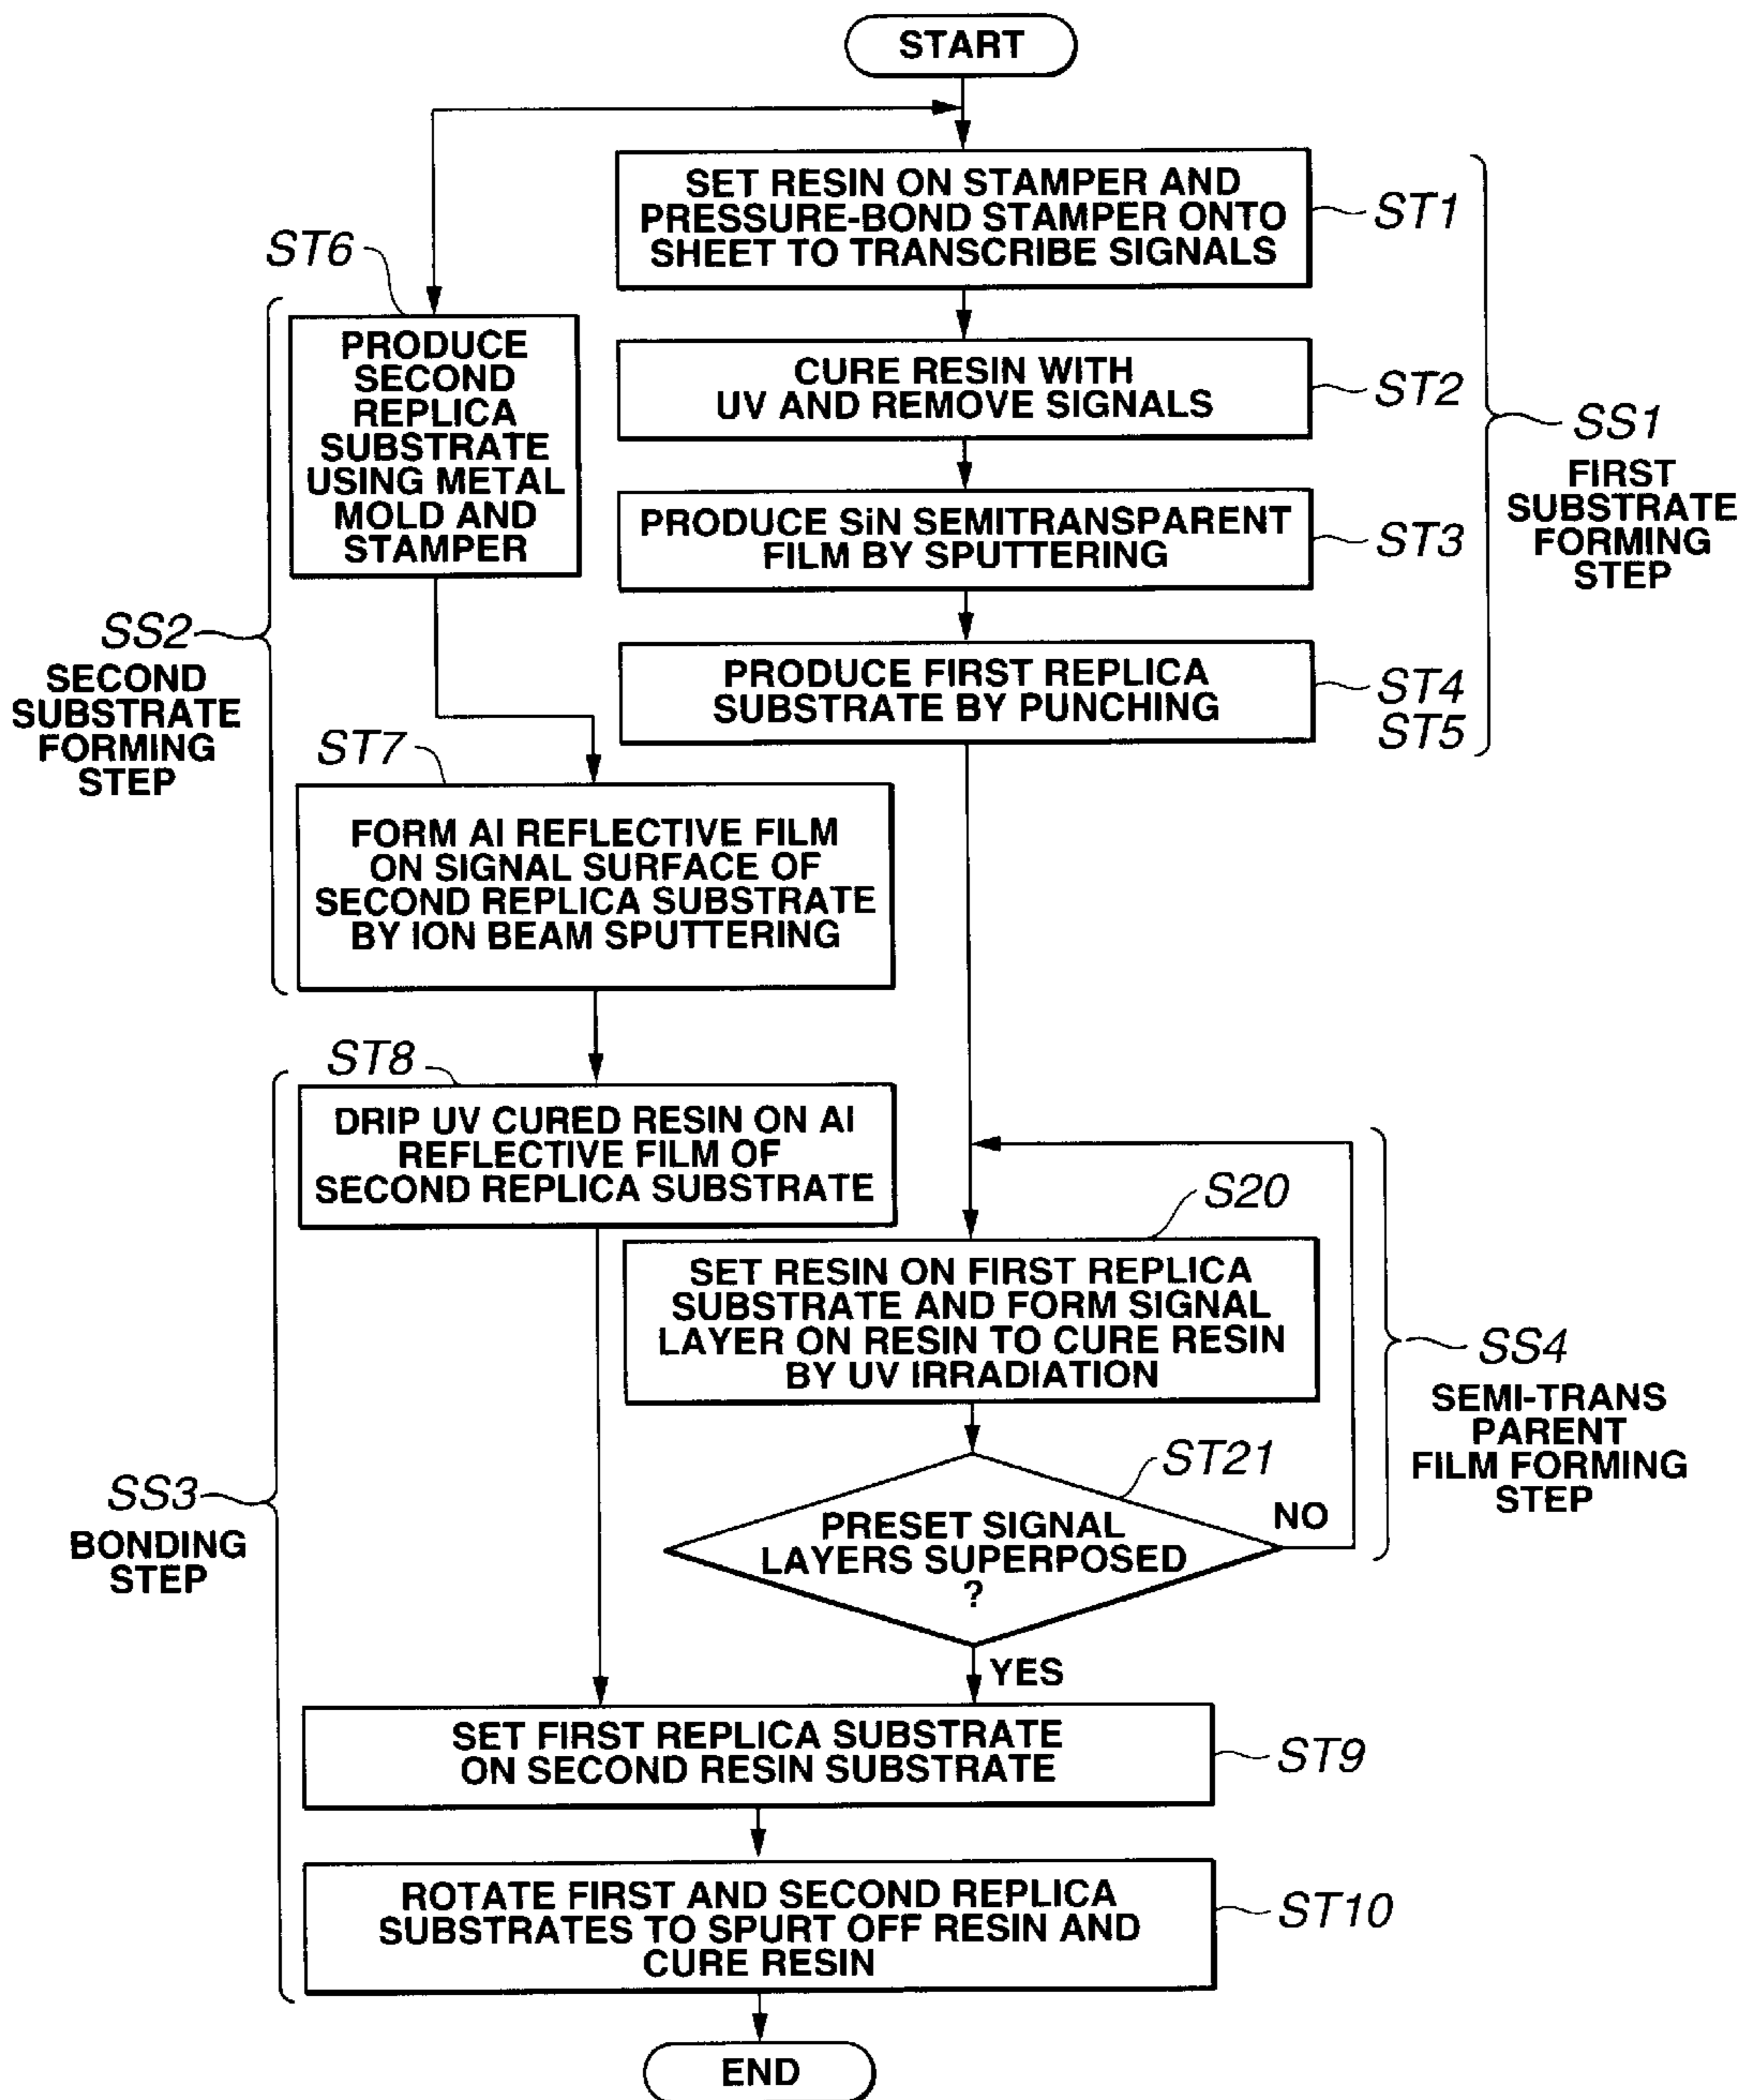 START
SET RESIN ON STAMPER AND
PRESSURE-BOND STAMPER ONTO
SHEET TO TRANSCRIBE SIGNALS
ST1
ST6
PRODUCE
SECOND
REPLICA
SUBSTRATE
USING METAL
MOLD AND
STAMPER
CURE RESIN WITH
UV AND REMOVE SIGNALS
ST2
SS1
FIRST
SUBSTRATE
FORMING
STEP
PRODUCE SiN SEMITRANSPARENT
FILM BY SPUTTERING
ST3
SS2
SECOND
SUBSTRATE
FORMING
STEP
PRODUCE FIRST REPLICA
SUBSTRATE BY PUNCHING
ST4
ST5
ST7
FORM Al REFLECTIVE FILM
ON SIGNAL SURFACE OF
SECOND REPLICA SUBSTRATE
BY ION BEAM SPUTTERING
ST8
DRIP UV CURED RESIN ON Al
REFLECTIVE FILM OF
SECOND REPLICA SUBSTRATE
S20
SET RESIN ON FIRST REPLICA
SUBSTRATE AND FORM SIGNAL
LAYER ON RESIN TO CURE RESIN
BY UV IRRADIATION
SS4
SEMI-TRANS
PARENT
FILM FORMING
STEP
ST21
PRESET SIGNAL
LAYERS SUPERPOSED
?
NO
YES
SS3
BONDING
STEP
SET FIRST REPLICA SUBSTRATE
ON SECOND RESIN SUBSTRATE
ST9
ROTATE FIRST AND SECOND REPLICA
SUBSTRATES TO SPURT OFF RESIN AND
CURE RESIN
ST10
END